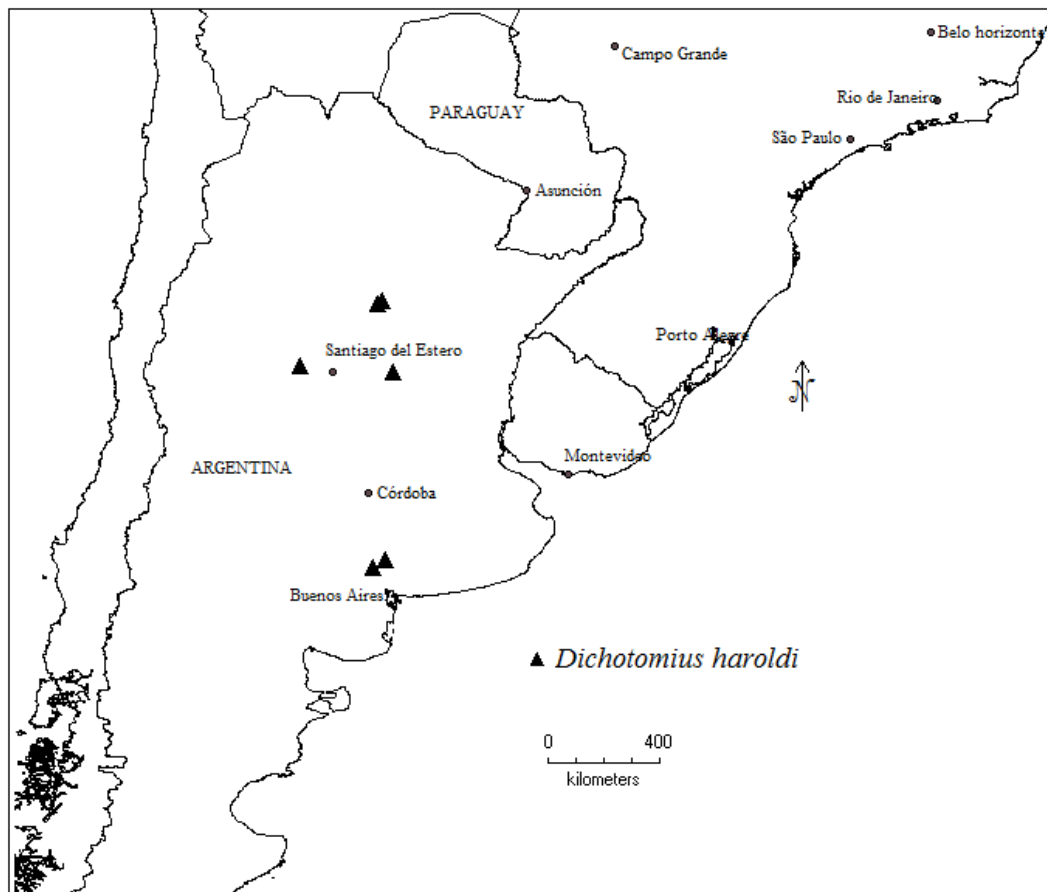 Belo horizonte
Campo Grande
Rio de Janeiro
PARAGUAY
São Paulo
Asunción
Porto Alegre
Santiago del Estero
N
Montevideo
ARGENTINA
Córdoba
Buenos Aires
Dichotomius haroldi
0 400
kilometers